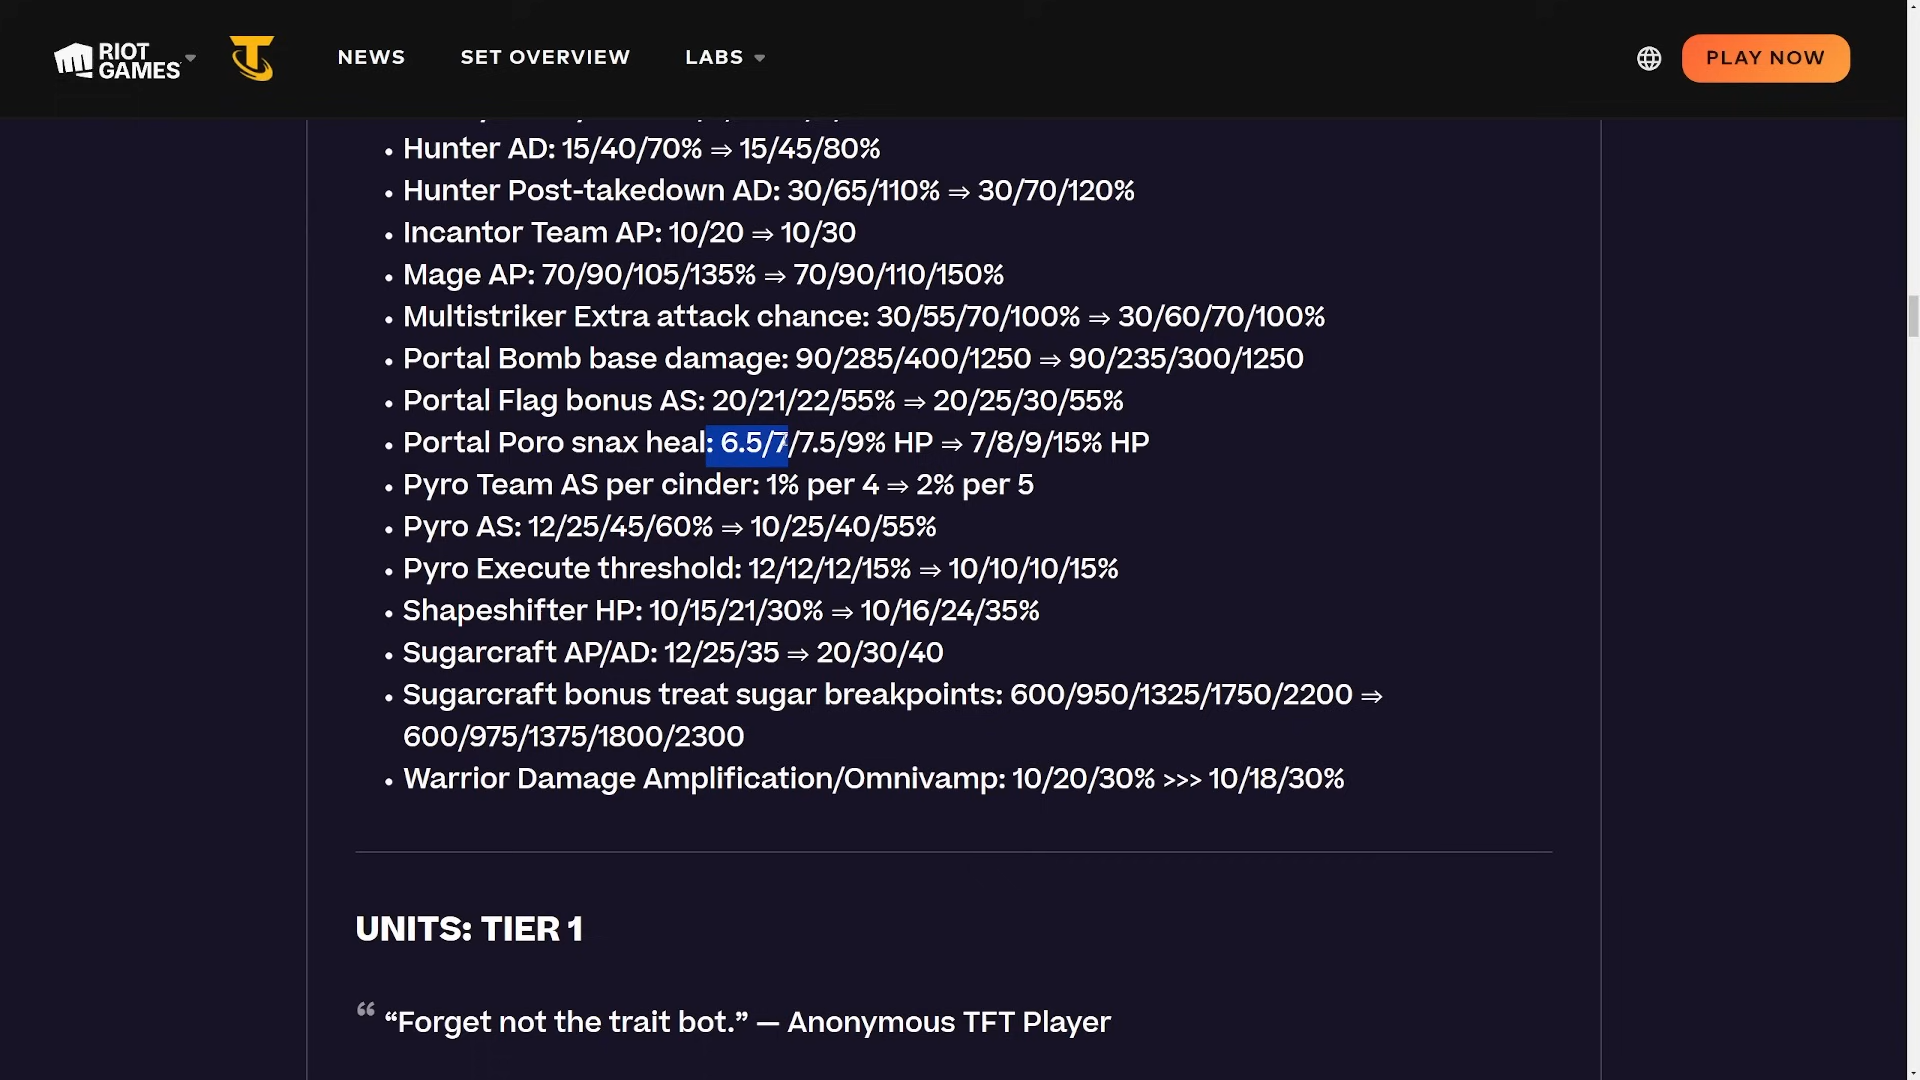 RIOT GAMES NEWS SET OVERVIEW LABS PLAY NOW
• Hunter AD: 15/40/70% ⇒ 15/45/80%
• Hunter Post-takedown AD: 30/65/110% ⇒ 30/70/120%
• Incantor Team AP: 10/20 ⇒ 10/30
• Mage AP: 70/90/105/135% ⇒ 70/90/110/150%
• Multistriker Extra attack chance: 30/55/70/100% ⇒ 30/60/70/100%
• Portal Bomb base damage: 90/285/400/1250 ⇒ 90/235/300/1250
• Portal Flag bonus AS: 20/21/22/55% ⇒ 20/25/30/55%
• Portal Poro snax heal: 6.5/7/7.5/9% HP ⇒ 7/8/9/15% HP
• Pyro Team AS per cinder: 1% per 4 ⇒ 2% per 5
• Pyro AS: 12/25/45/60% ⇒ 10/25/40/55%
• Pyro Execute threshold: 12/12/12/15% ⇒ 10/10/10/15%
• Shapeshifter HP: 10/15/21/30% ⇒ 10/16/24/35%
• Sugarcraft AP/AD: 12/25/35 ⇒ 20/30/40
• Sugarcraft bonus treat sugar breakpoints: 600/950/1325/1750/2200 ⇒
600/975/1375/1800/2300
• Warrior Damage Amplification/Omnivamp: 10/20/30% >>> 10/18/30%
UNITS: TIER 1
“ “Forget not the trait bot.” — Anonymous TFT Player